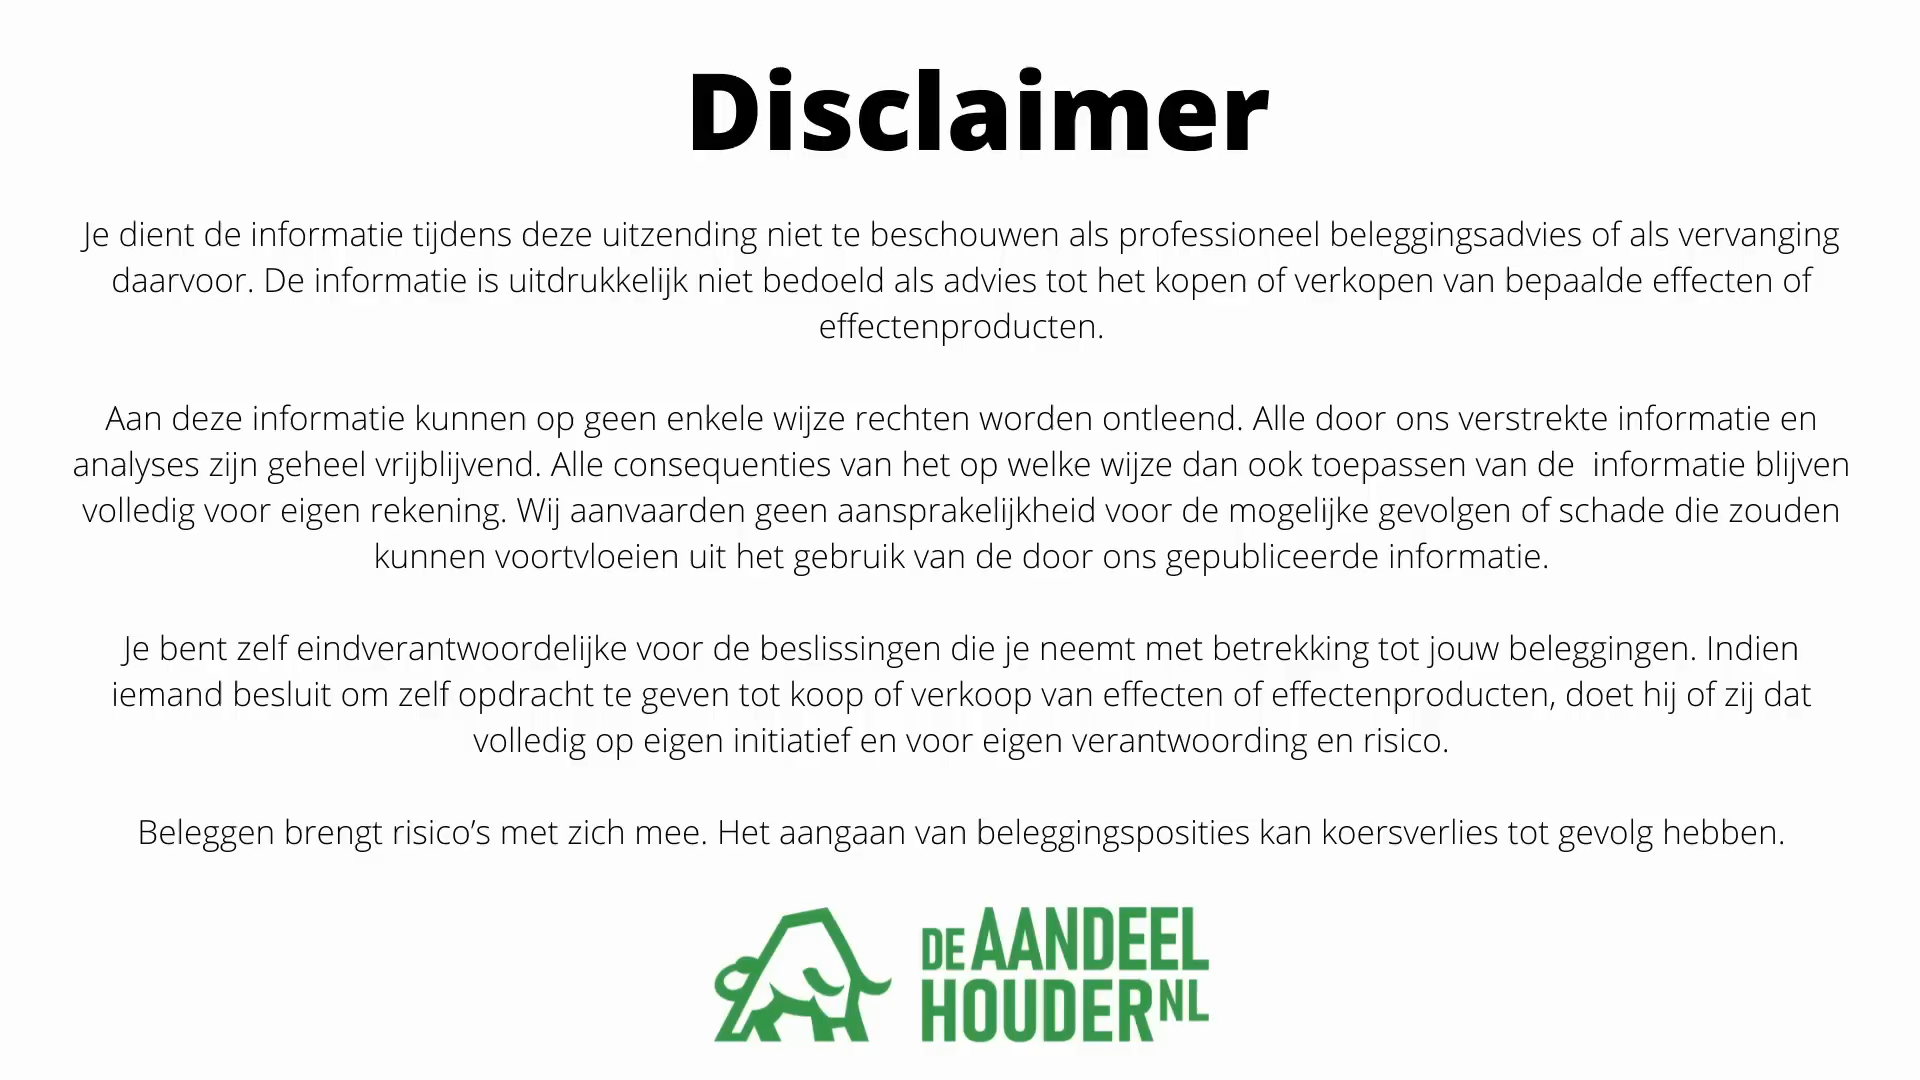 Disclaimer
Je dient de informatie tijdens deze uitzending niet te beschouwen als professioneel beleggingsadvies of als vervanging
daarvoor. De informatie is uitdrukkelijk niet bedoeld als advies tot het kopen of verkopen van bepaalde effecten of
effectenproducten.
Aan deze informatie kunnen op geen enkele wijze rechten worden ontleend. Alle door ons verstrekte informatie en
analyses zijn geheel vrijblijvend. Alle consequenties van het op welke wijze dan ook toepassen van de  informatie blijven
volledig voor eigen rekening. Wij aanvaarden geen aansprakelijkheid voor de mogelijke gevolgen of schade die zouden
kunnen voortvloeien uit het gebruik van de door ons gepubliceerde informatie.
Je bent zelf eindverantwoordelijke voor de beslissingen die je neemt met betrekking tot jouw beleggingen. Indien
iemand besluit om zelf opdracht te geven tot koop of verkoop van effecten of effectenproducten, doet hij of zij dat
volledig op eigen initiatief en voor eigen verantwoording en risico.
Beleggen brengt risico’s met zich mee. Het aangaan van beleggingsposities kan koersverlies tot gevolg hebben.
DE AANDEEL
HOUDER NL